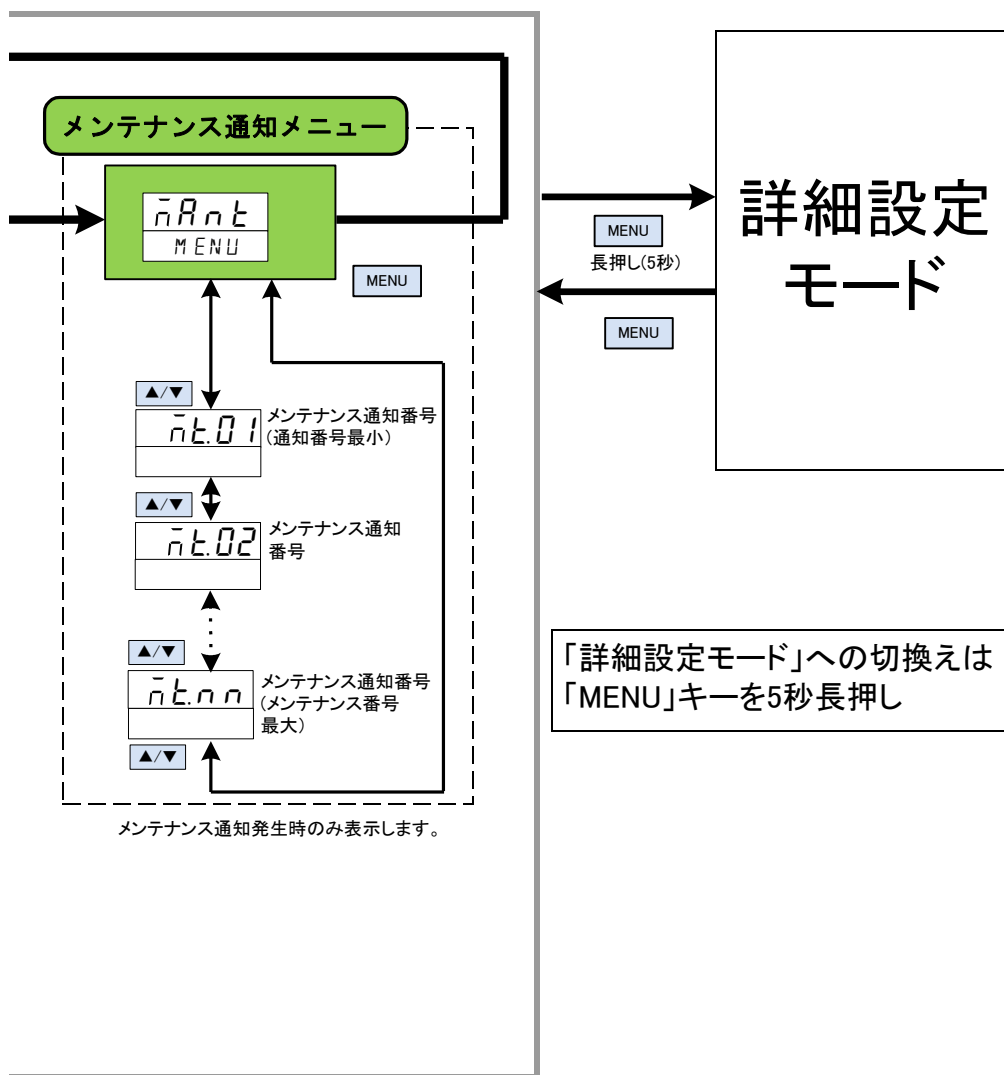 メンテナンス通知メニュー
mAnt
MENU
MENU
▲/▼
mt.01
メンテナンス通知番号
(通知番号最小)
▲/▼
mt.02
メンテナンス通知
番号
▲/▼
mt.nn
メンテナンス通知番号
(メンテナンス番号
最大)
▲/▼
メンテナンス通知発生時のみ表示します。
MENU
長押し(5秒)
MENU
詳細設定
モード
「詳細設定モード」への切換えは
「MENU」キーを5秒長押し